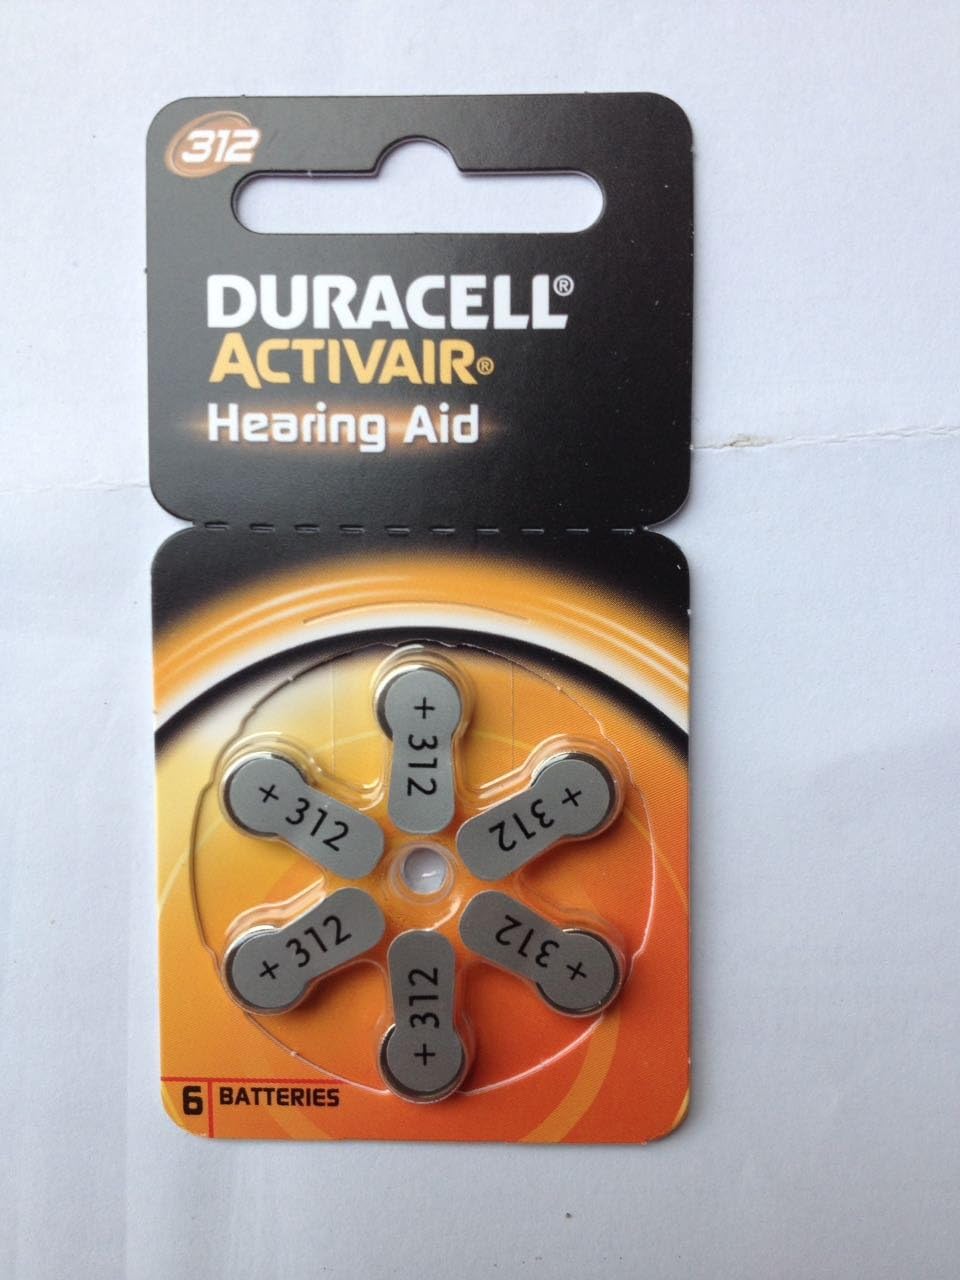 312
DURACELL®
ACTIVAIR®
Hearing Aid
+ 312
+ 312
+ 312
+ 312
+ 312
+ 312
6 BATTERIES